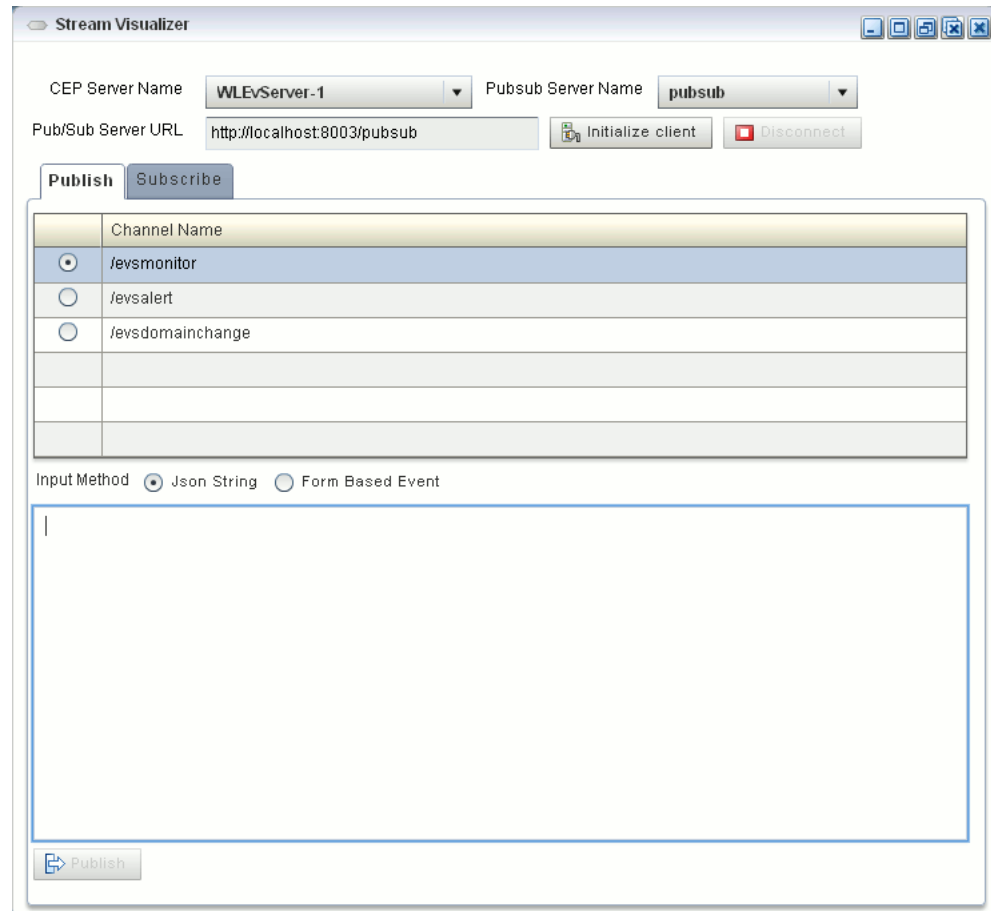 Stream Visualizer
CEP Server Name WLEvServer-1 Pubsub Server Name pubsub
Pub/Sub Server URL http://localhost:8003/pubsub Initialize client Disconnect
Publish Subscribe
Channel Name
/evsmonitor
/evsalert
/evsdomainchange
Input Method Json String Form Based Event
Publish